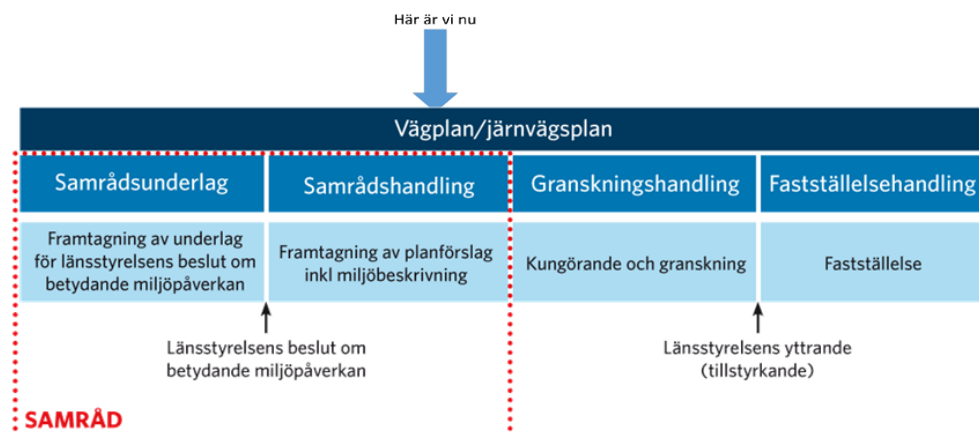 Här är vi nu
Vägplan/järnvägsplan
Samrådsunderlag
Samrådshandling
Granskningshandling
Fastställelsehandling
Framtagning av underlag
för länsstyrelsens beslut om
betydande miljöpåverkan
Framtagning av planförslag
inkl miljöbeskrivning
Kungörande och granskning
Fastställelse
Länsstyrelsens beslut om
betydande miljöpåverkan
Länsstyrelsens yttrande
(tillstyrkande)
SAMRÅD